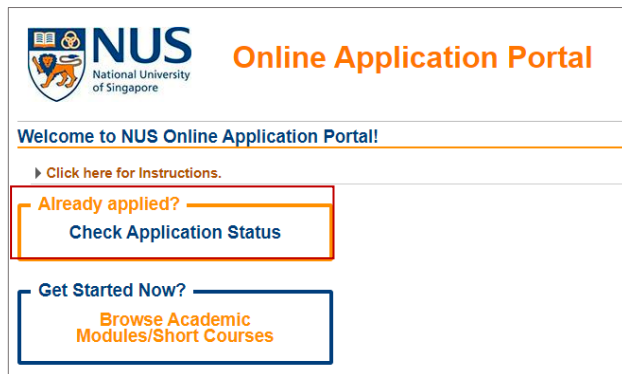 NUS
National University
of Singapore
Online Application Portal
Welcome to NUS Online Application Portal!
Click here for Instructions.
Already applied?
Check Application Status
Get Started Now?
Browse Academic
Modules/Short Courses